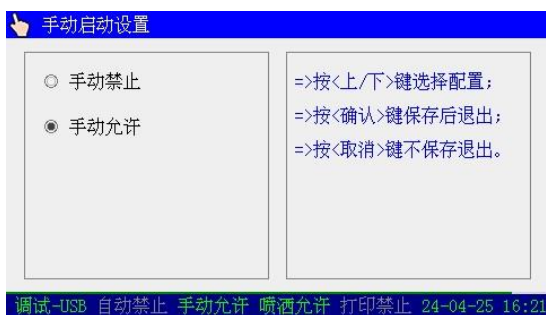 手动启动设置
手动禁止
手动允许
=>按<上/下>键选择配置;
=>按<确认>键保存后退出;
=>按<取消>键不保存退出。
调试-USB 自动禁止 手动允许 喷洒允许 打印禁止 24-04-25 16:21